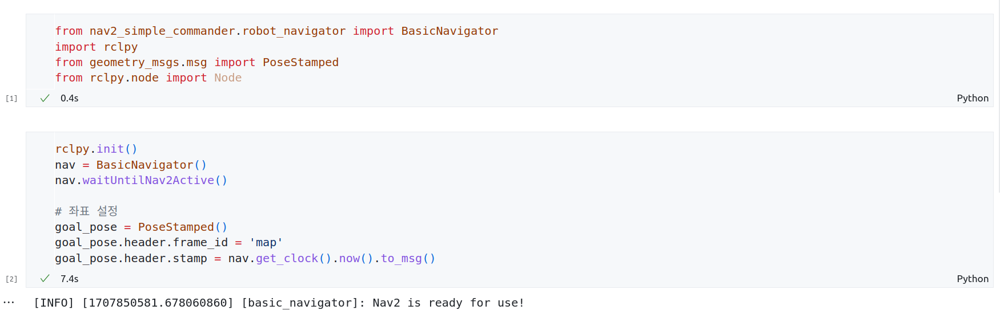 from nav2_simple_commander.robot_navigator import BasicNavigator
import rclpy
from geometry_msgs.msg import PoseStamped
from rclpy.node import Node
[1] 0.4s Python
rclpy.init()
nav = BasicNavigator()
nav.waitUntilNav2Active()
# 좌표 설정
goal_pose = PoseStamped()
goal_pose.header.frame_id = 'map'
goal_pose.header.stamp = nav.get_clock().now().to_msg()
[2] 7.4s Python
... [INFO] [1707850581.678060860] [basic_navigator]: Nav2 is ready for use!